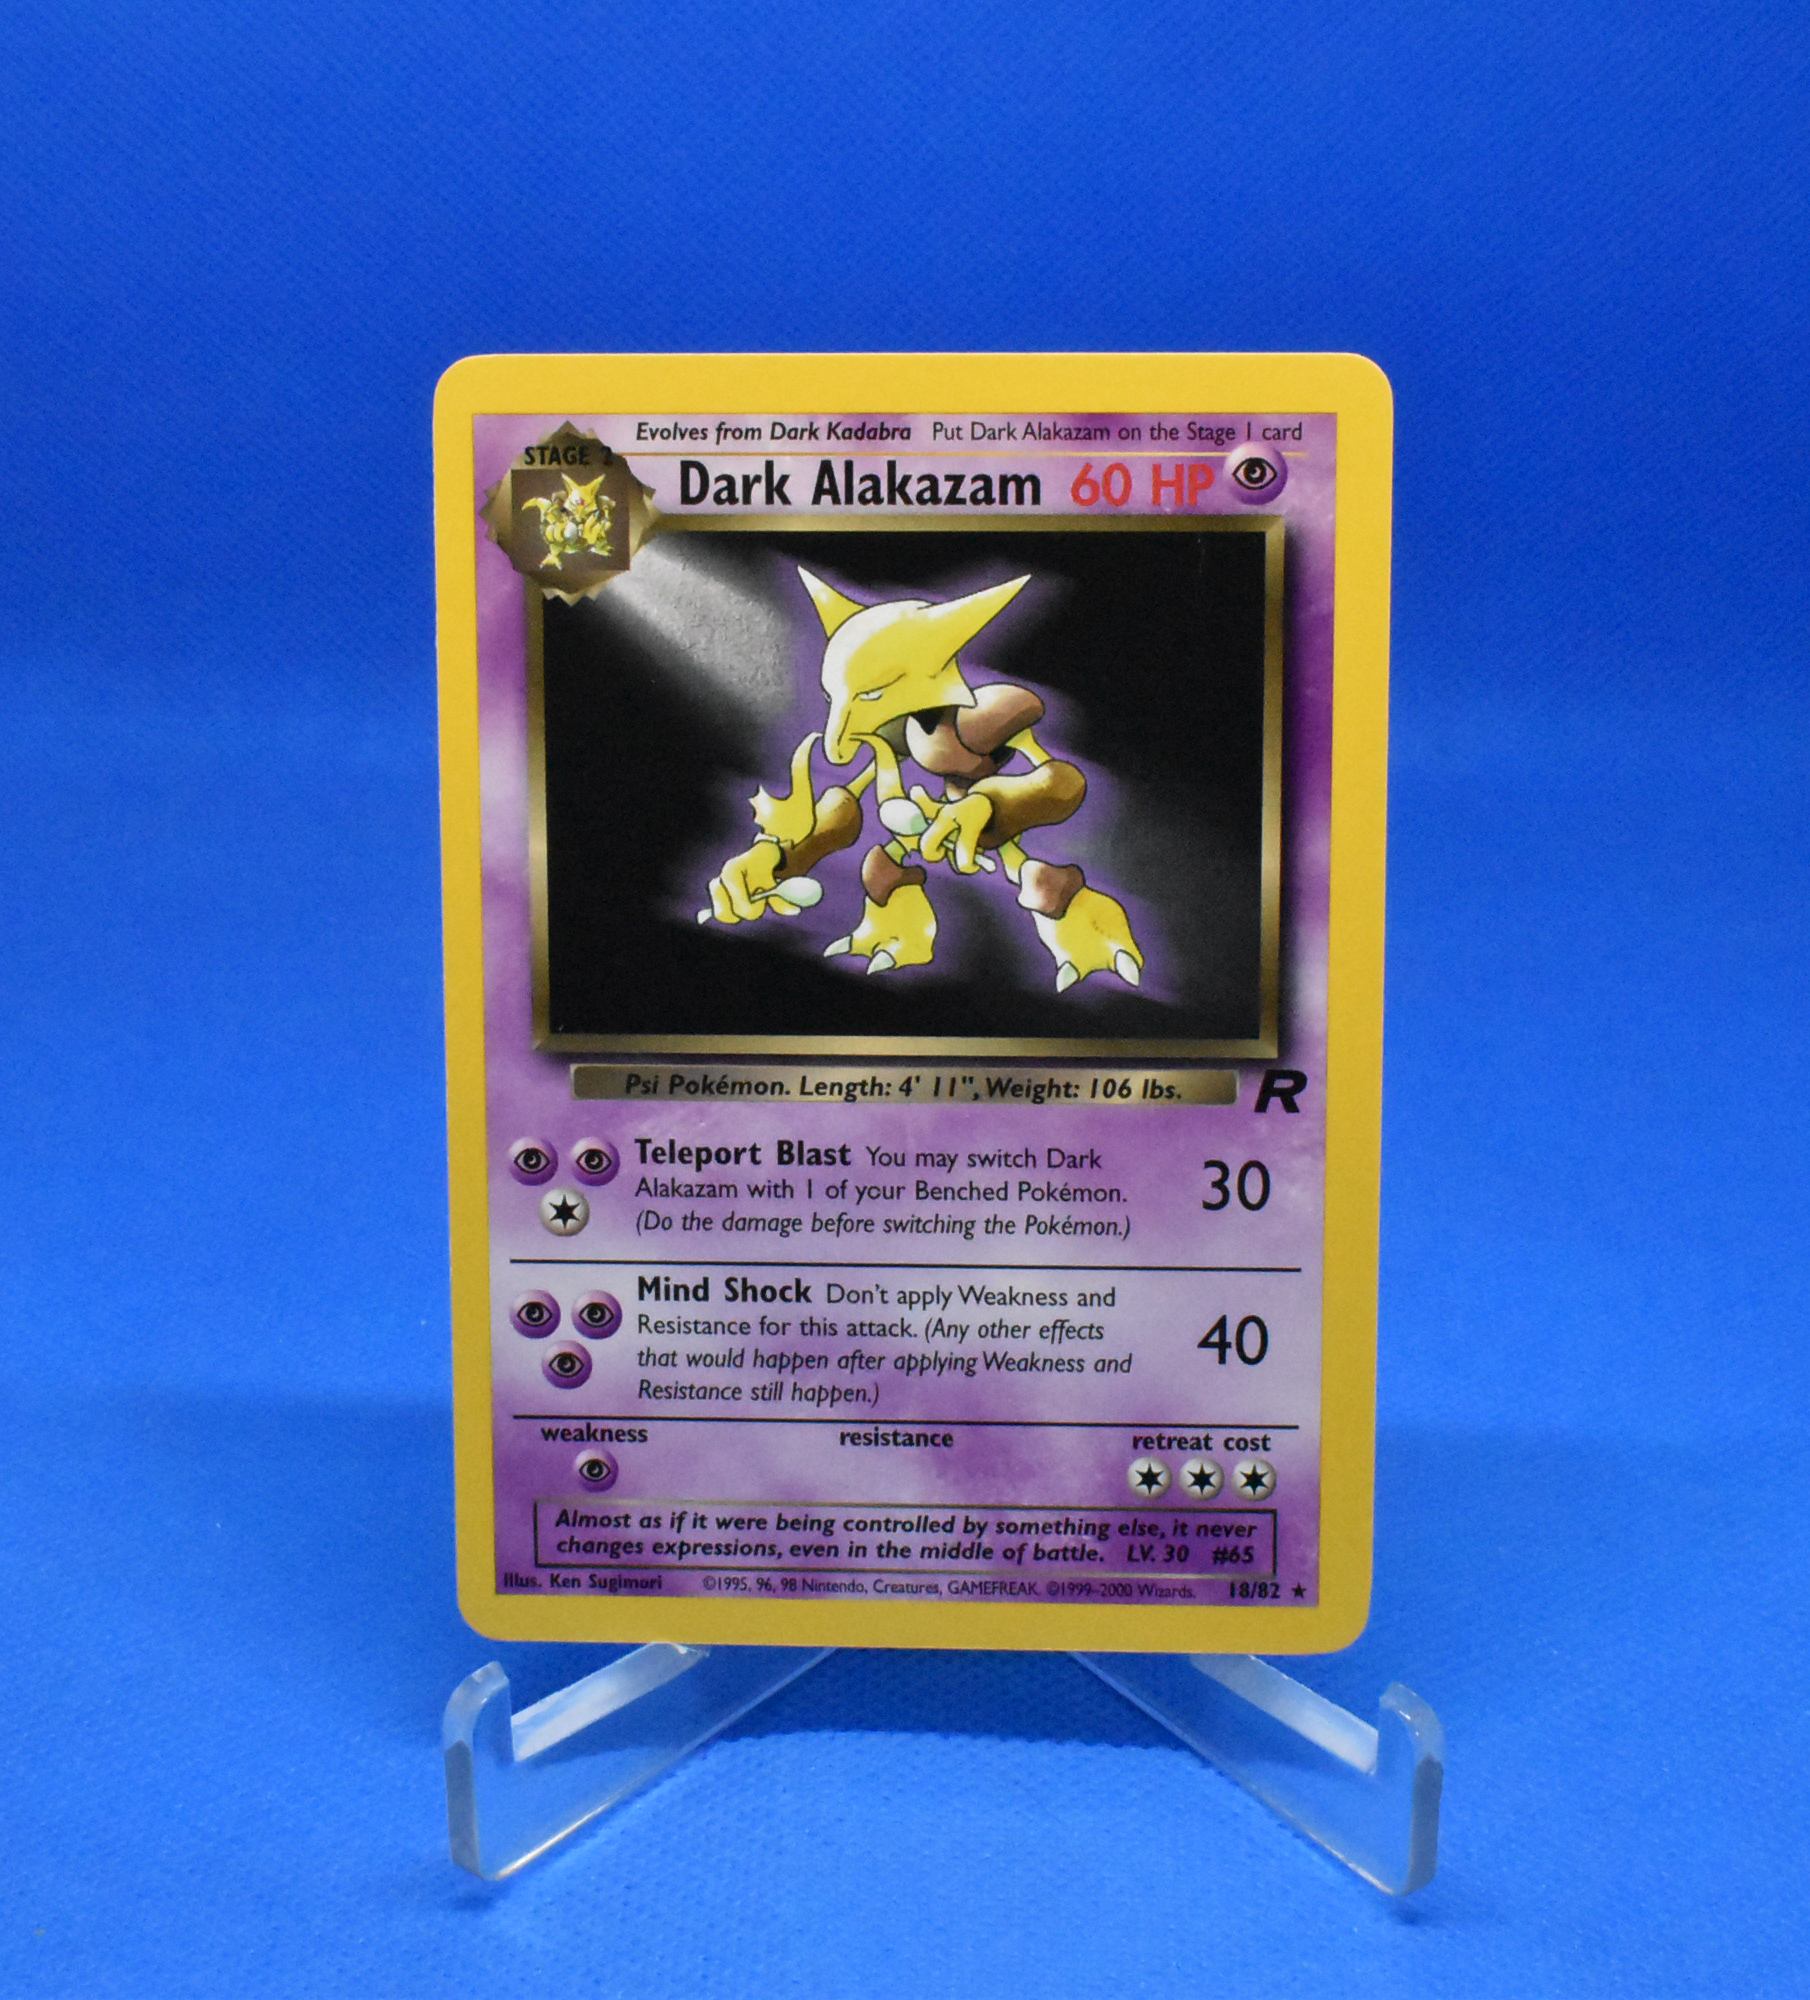 Evolves from Dark Kadabra Put Dark Alakazam on the Stage 1 card
STAGE 2
Dark Alakazam 60 HP
Psi Pokémon. Length: 4' 11", Weight: 106 lbs.
R
Teleport Blast You may switch Dark
Alakazam with 1 of your Benched Pokémon.
(Do the damage before switching the Pokémon.)
30
Mind Shock Don't apply Weakness and
Resistance for this attack. (Any other effects
that would happen after applying Weakness and
Resistance still happen.)
40
weakness resistance retreat cost
Almost as if it were being controlled by something else, it never
changes expressions, even in the middle of battle. LV. 30 #65
Illus. Ken Sugimori ©1995, 96, 98 Nintendo, Creatures, GAMEFREAK. ©1999-2000 Wizards. 18/82 ★